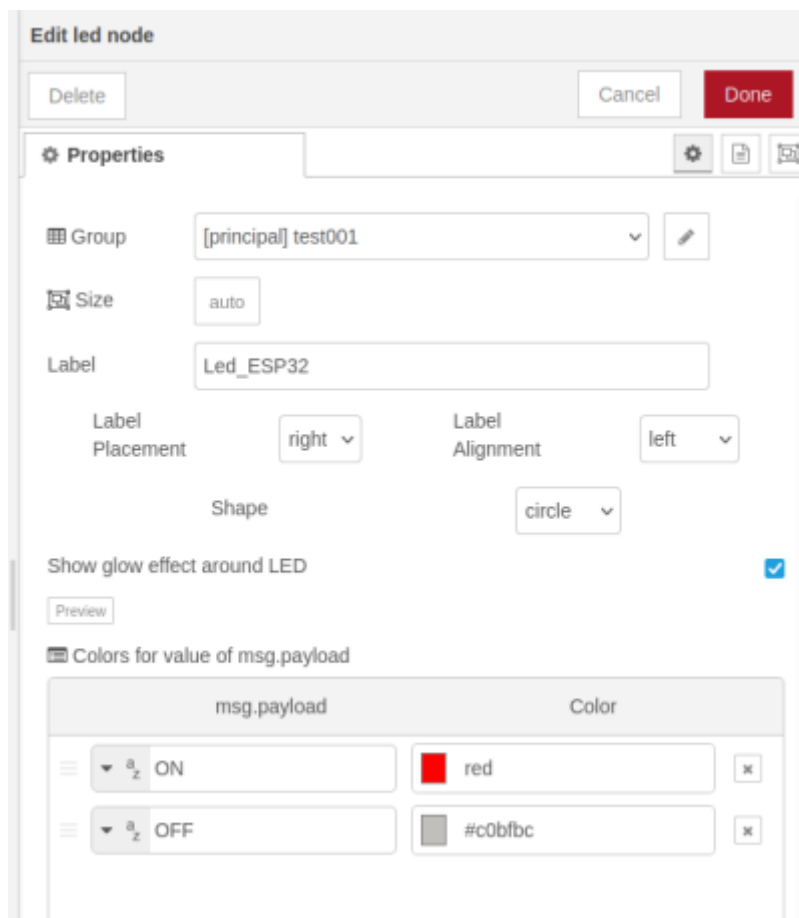 Edit led node
Delete Cancel Done
Properties
Group [principal] test001
Size auto
Label Led_ESP32
Label Placement right Label Alignment left
Shape circle
Show glow effect around LED
Preview
Colors for value of msg.payload
msg.payload Color
a z ON red
a z OFF #c0bfbc